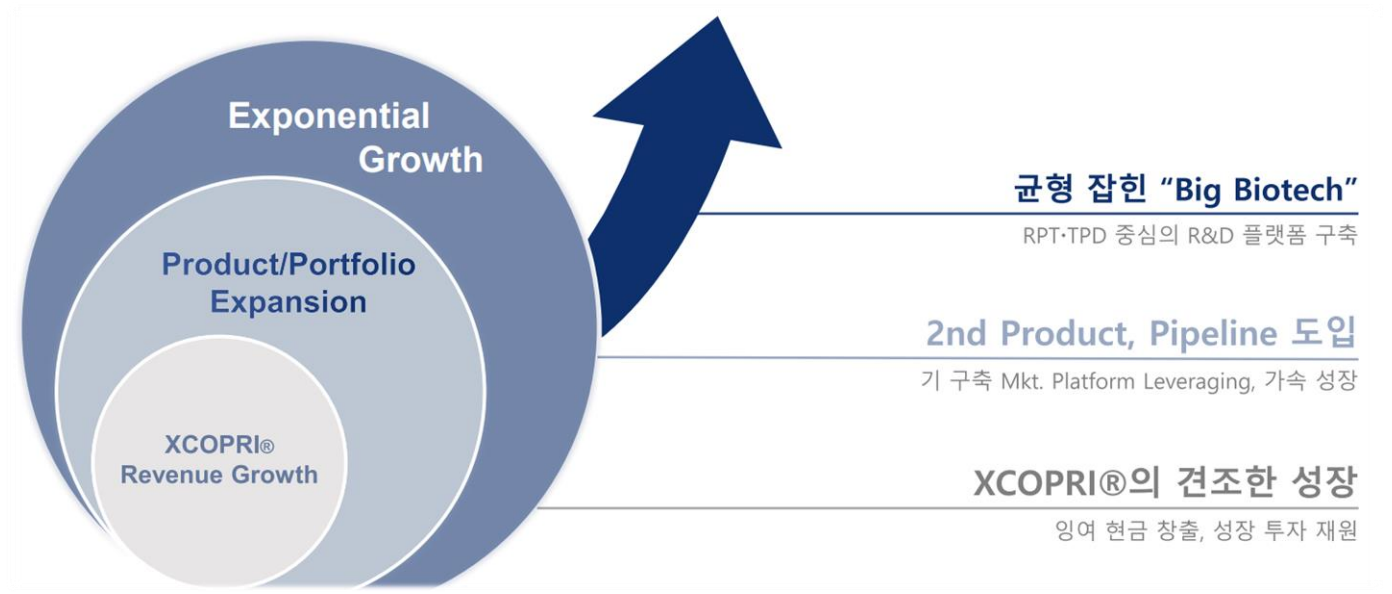 Exponential
Growth
Product/Portfolio
Expansion
XCOPRI®
Revenue Growth
균형 잡힌 “Big Biotech”
RPT·TPD 중심의 R&D 플랫폼 구축
2nd Product, Pipeline 도입
기 구축 Mkt. Platform Leveraging, 가속 성장
XCOPRI®의 견조한 성장
잉여 현금 창출, 성장 투자 재원